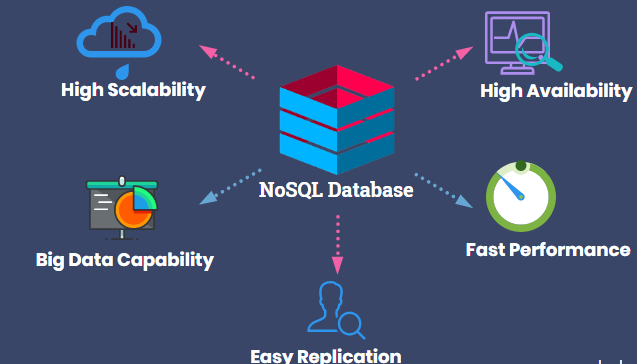 High Scalability
High Availability
NoSQL Database
Big Data Capability
Fast Performance
Easy Replication